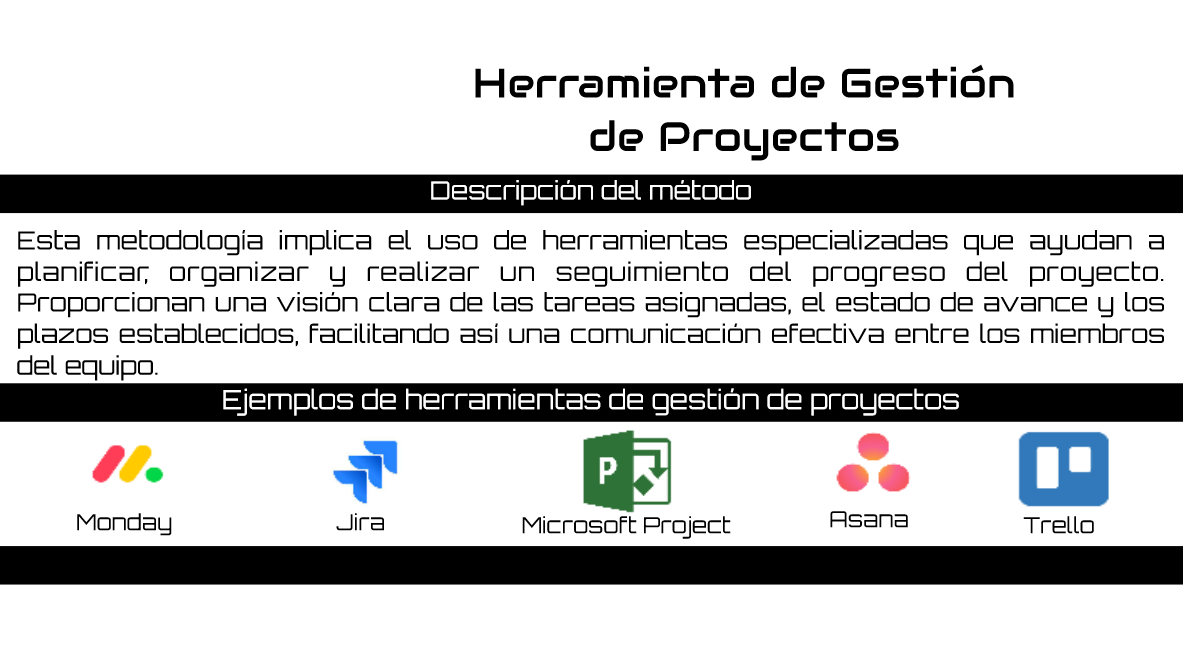 Herramienta de Gestión
de Proyectos
Descripción del método
Esta metodología implica el uso de herramientas especializadas que ayudan a
planificar, organizar y realizar un seguimiento del progreso del proyecto.
Proporcionan una visión clara de las tareas asignadas, el estado de avance y los
plazos establecidos, facilitando así una comunicación efectiva entre los miembros
del equipo.
Ejemplos de herramientas de gestión de proyectos
P
Monday
Jira
Microsoft Project
Asana
Trello